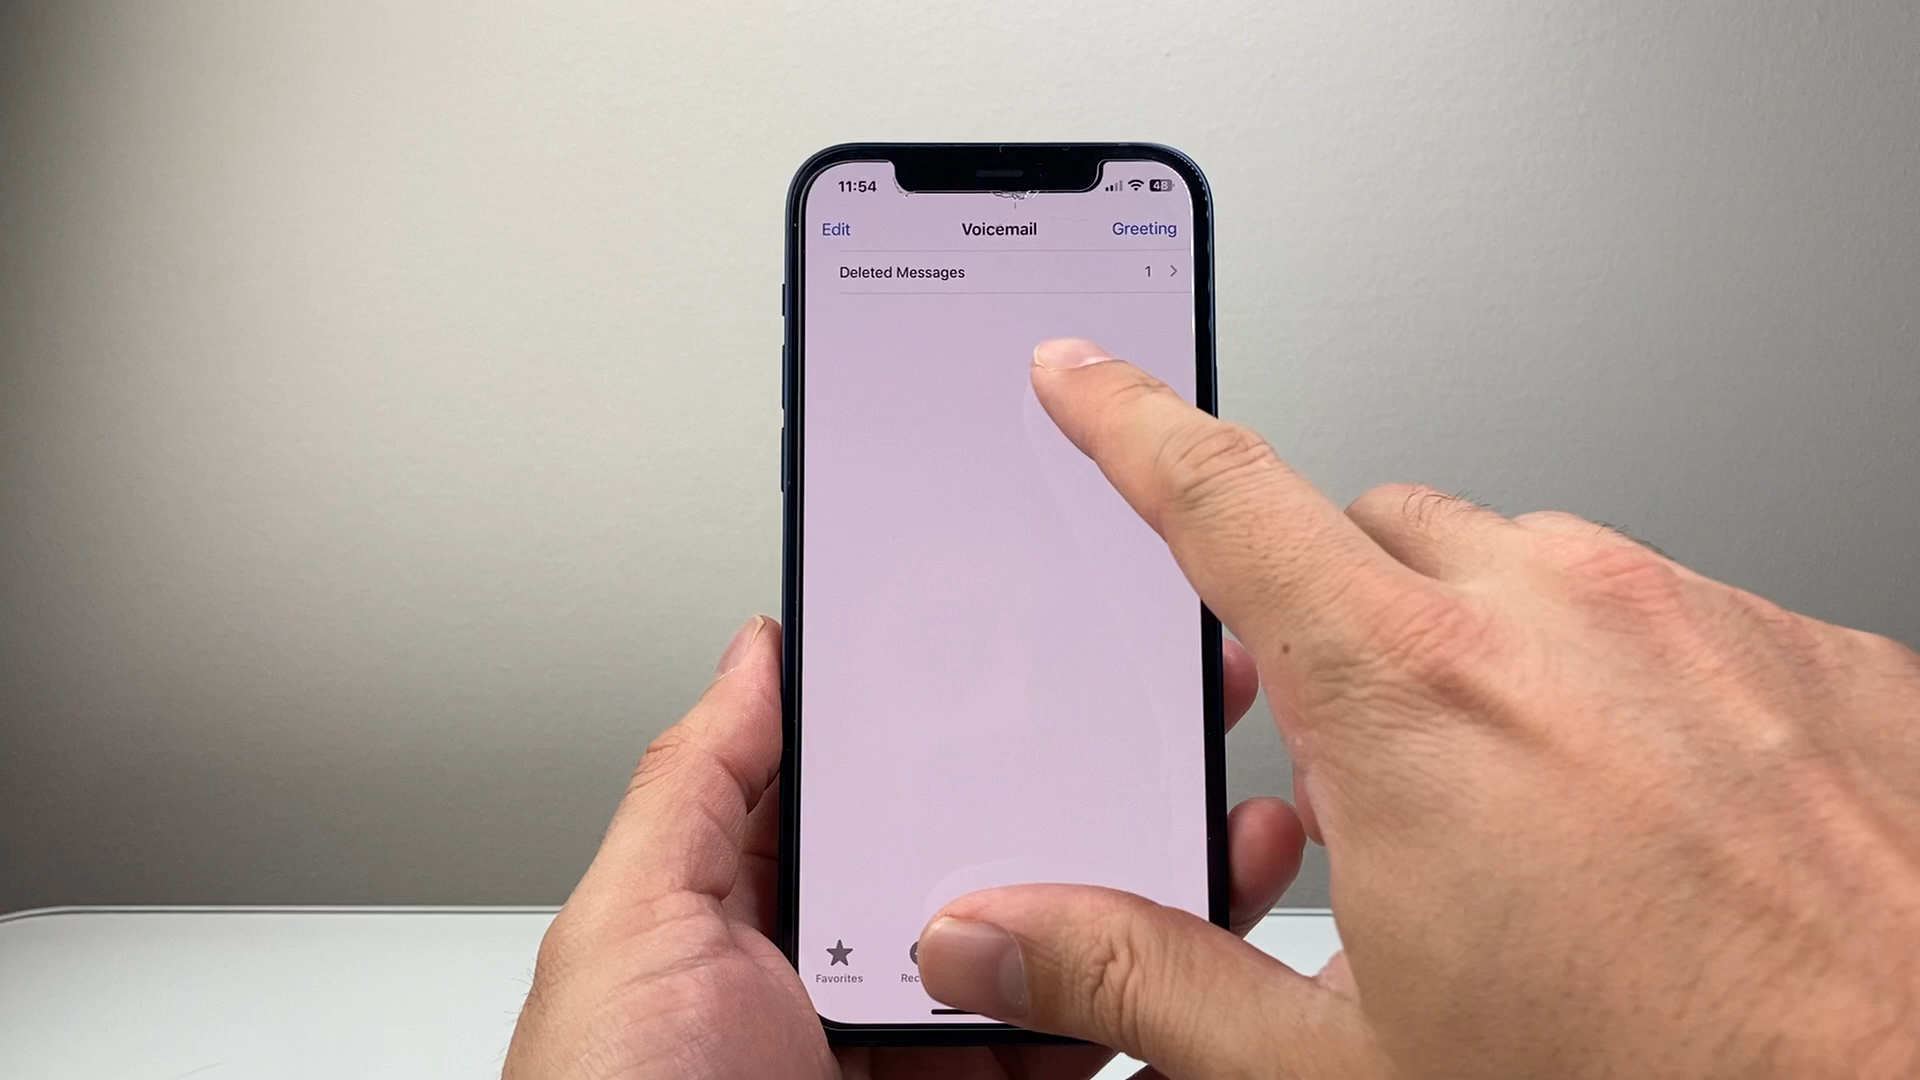 11:54
48
Edit Voicemail Greeting
Deleted Messages 1
Favorites